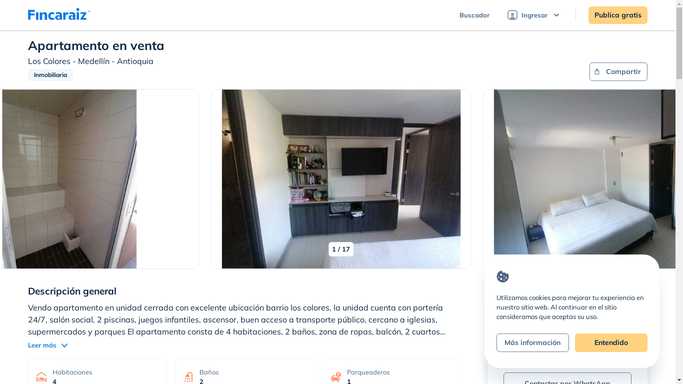 Fincaraiz
Buscador
Ingresar
Publica gratis
Apartamento en venta
Los Colores - Medellín - Antioquia
Inmobiliaria
Compartir
1 / 17
Descripción general
Vendo apartamento en unidad cerrada con excelente ubicación barrio los colores, la unidad cuenta con portería
24/7, salón social, 2 piscinas, juegos infantiles, ascensor, buen acceso a transporte público, cercano a iglesias,
supermercados y parques El apartamento consta de 4 habitaciones, 2 baños, zona de ropas, balcón, 2 cuartos...
Leer más
Habitaciones
4
Baños
2
Parqueaderos
1
Utilizamos cookies para mejorar tu experiencia en
nuestro sitio web. Al continuar en el sitio
consideramos que aceptas su uso.
Más información
Entendido
Contactar por WhatsApp